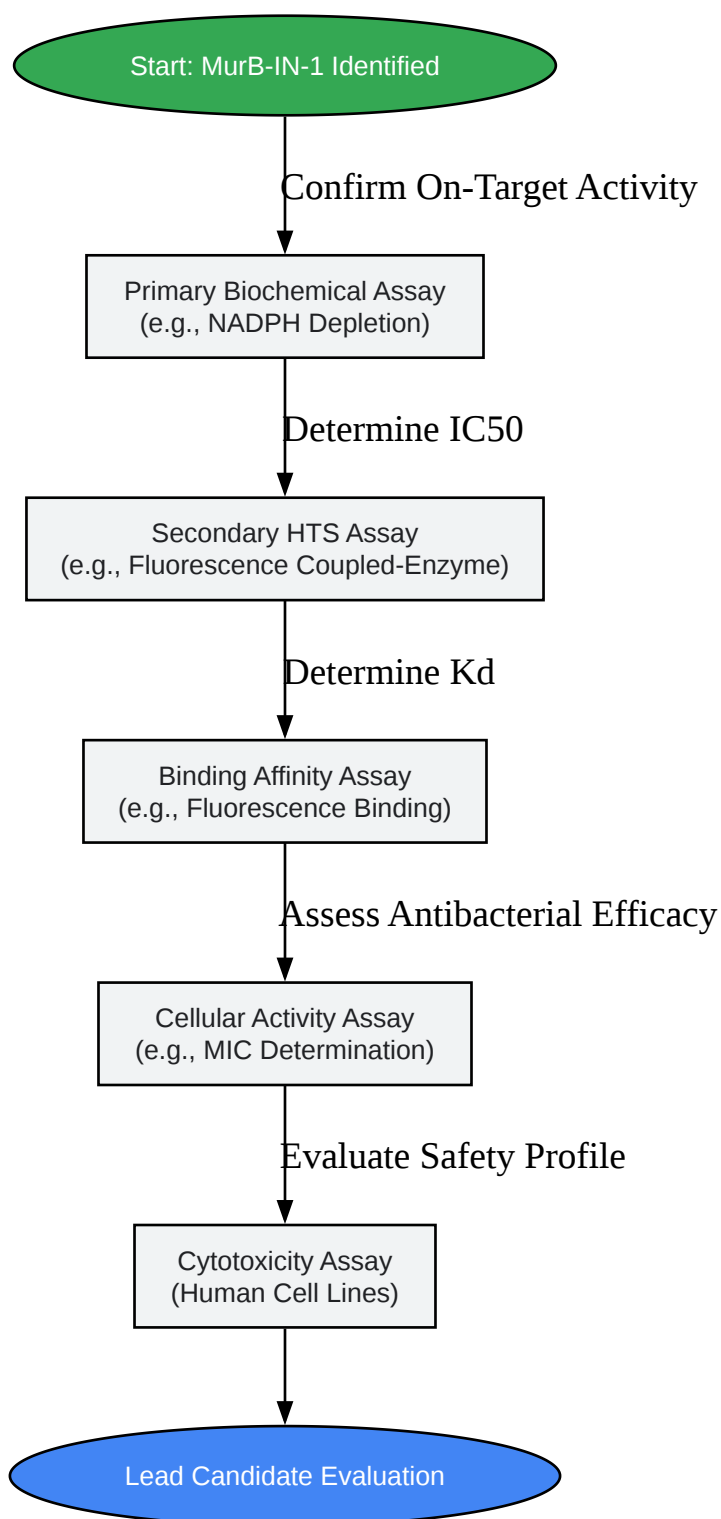 Start: MurB-IN-1 Identified
Confirm On-Target Activity
Primary Biochemical Assay
(e.g., NADPH Depletion)
Determine IC50
Secondary HTS Assay
(e.g., Fluorescence Coupled-Enzyme)
Determine Kd
Binding Affinity Assay
(e.g., Fluorescence Binding)
Assess Antibacterial Efficacy
Cellular Activity Assay
(e.g., MIC Determination)
Evaluate Safety Profile
Cytotoxicity Assay
(Human Cell Lines)
Lead Candidate Evaluation